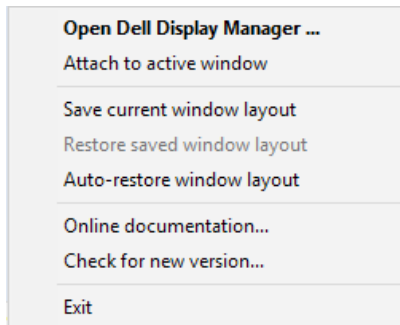 Open Dell Display Manager ...
Attach to active window
Save current window layout
Restore saved window layout
Auto-restore window layout
Online documentation...
Check for new version...
Exit